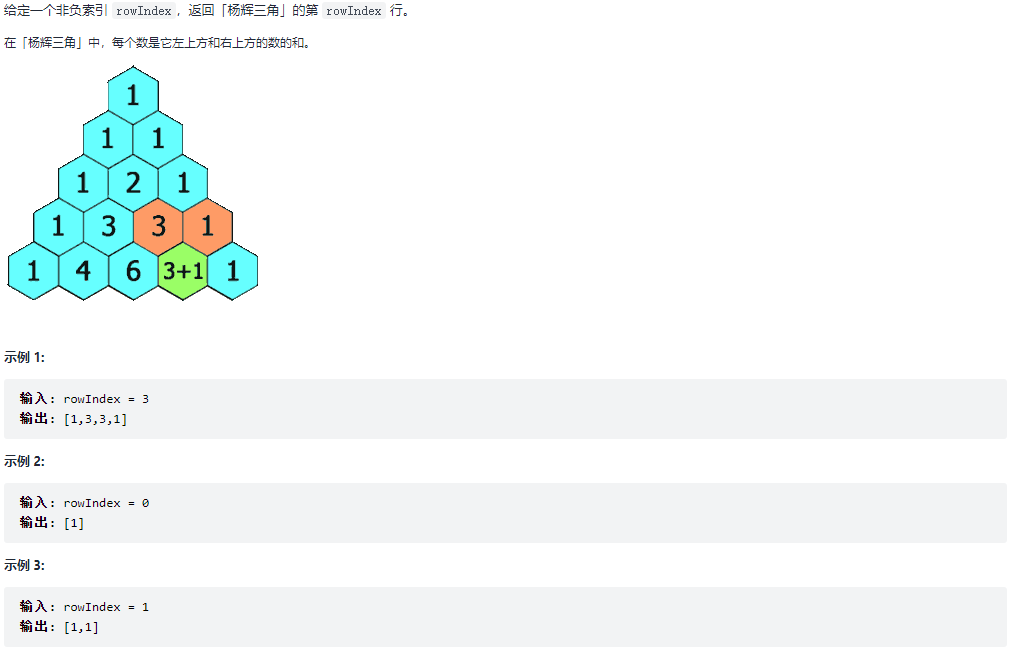 给定一个非负索引 rowIndex，返回「杨辉三角」的第 rowIndex 行。
在「杨辉三角」中，每个数是它左上方和右上方的数的和。
1
1 1
1 2 1
1 3 3 1
1 4 6 3+1 1
示例 1:
输入: rowIndex = 3
输出: [1,3,3,1]
示例 2:
输入: rowIndex = 0
输出: [1]
示例 3:
输入: rowIndex = 1
输出: [1,1]